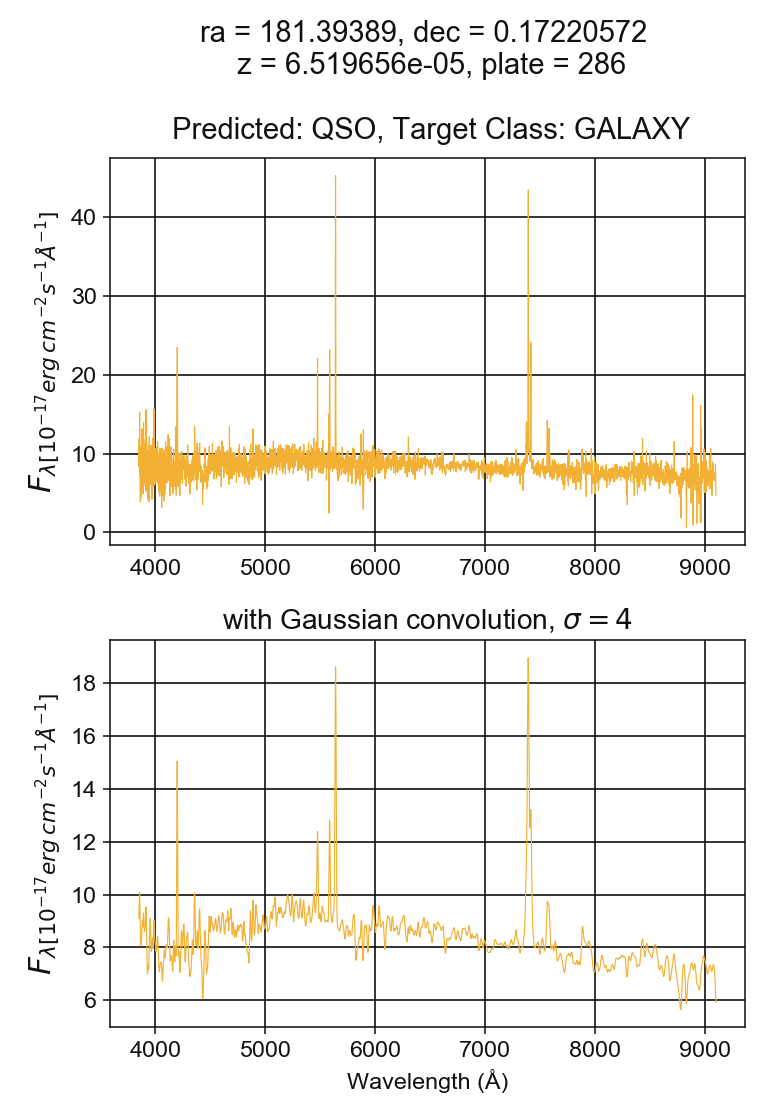 ra = 181.39389, dec = 0.17220572
z = 6.519656e-05, plate = 286
Predicted: QSO, Target Class: GALAXY
F_λ[10^{-17} erg cm^{-2} s^{-1} Å^{-1}]
40
30
20
10
0
4000 5000 6000 7000 8000 9000
with Gaussian convolution, σ = 4
F_λ[10^{-17} erg cm^{-2} s^{-1} Å^{-1}]
18
16
14
12
10
8
6
4000 5000 6000 7000 8000 9000
Wavelength (Å)